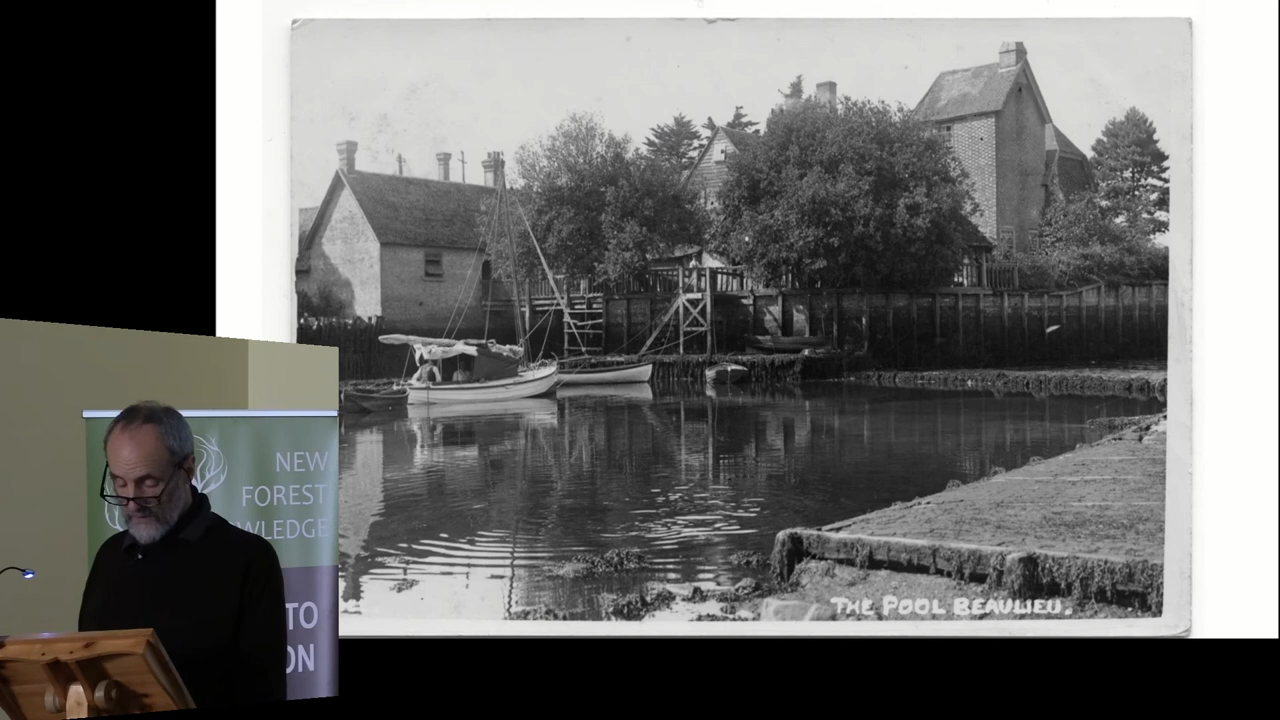 THE POOL BEAULIEU.
NEW
FOREST
WLEDGE
TO
ON